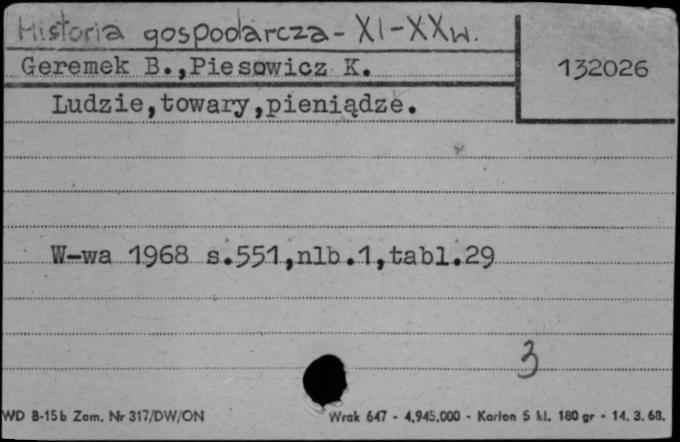 Historia gospodarcza - XI-XX w.
Geremek B.,Piesowicz K.
132026
Ludzie,towary,pieniądze.
W-wa 1968 s.551,nlb.1,tabl.29
3
WD B-15b Zam. Nr 317/DW/ON
Wrak 647 - 4,945.000 - Karton 5 kl. 180 gr - 14. 3. 68.